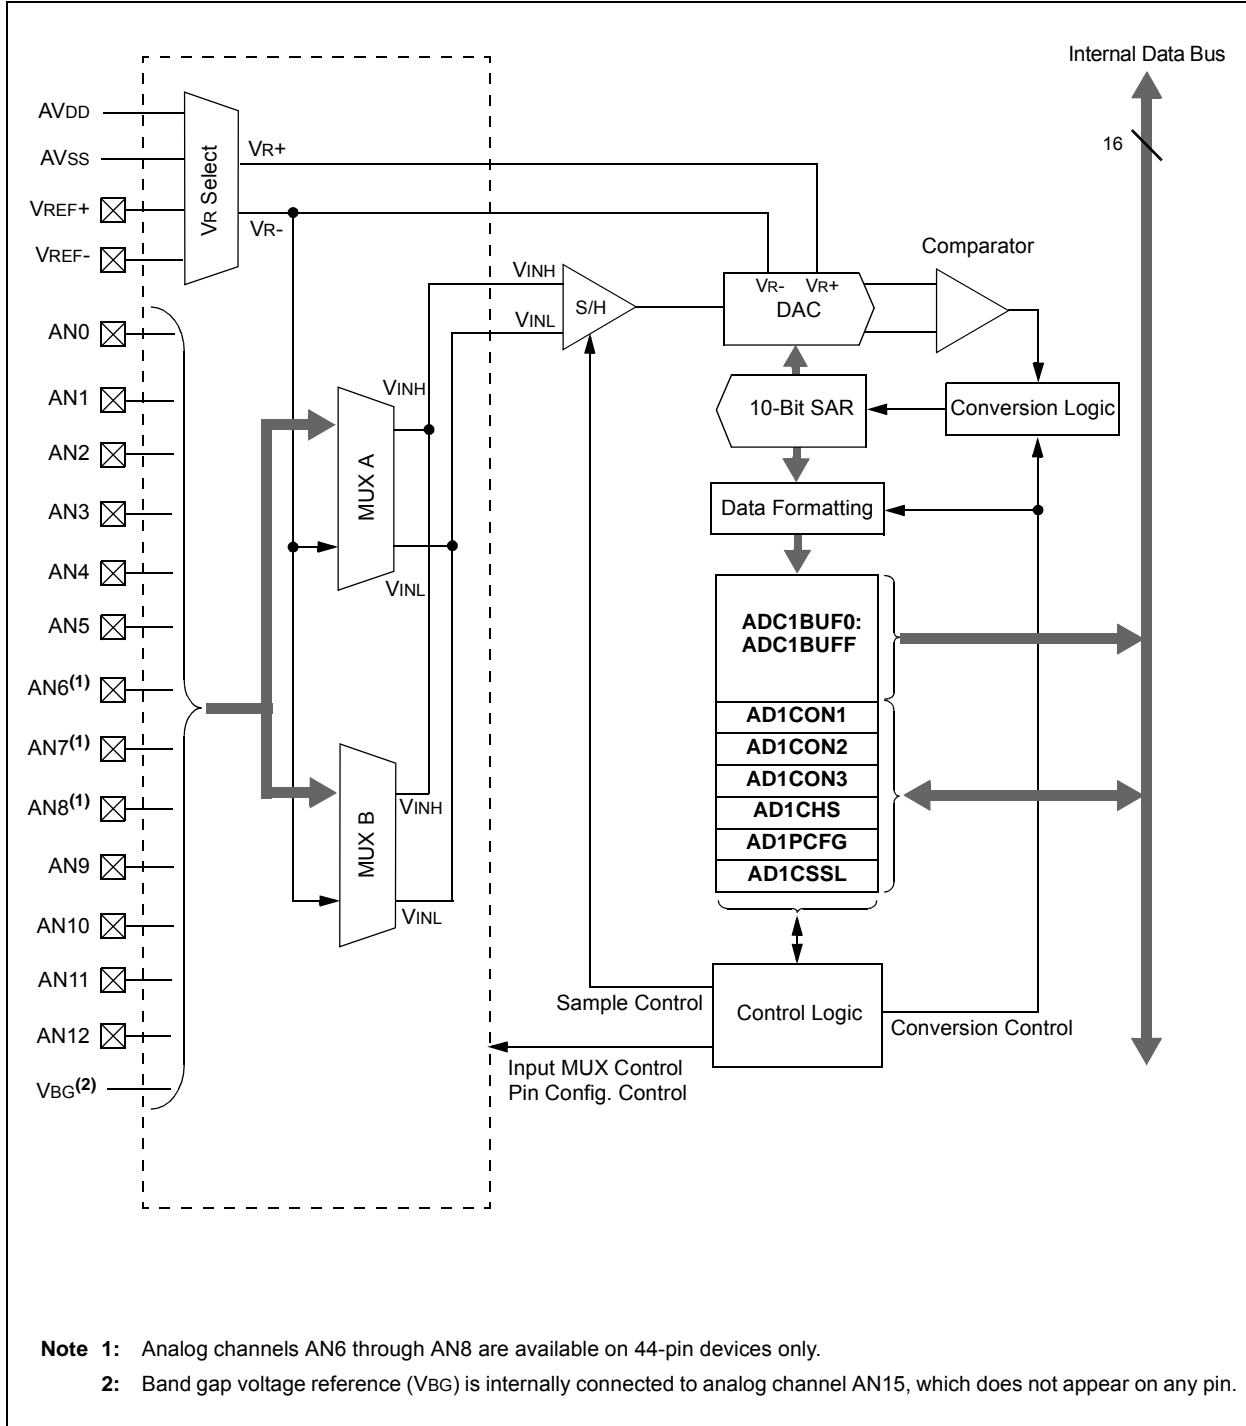 Internal Data Bus
16
AVDD
AVSS
VREF+
VREF-
VR Select
VR+
VR-
Comparator
VINH
VINL
S/H
VR- VR+
DAC
AN0
AN1
AN2
AN3
AN4
AN5
AN6(1)
AN7(1)
AN8(1)
AN9
AN10
AN11
AN12
VBG(2)
VINH
MUX A
VINL
VINH
MUX B
VINL
10-Bit SAR
Conversion Logic
Data Formatting
ADC1BUF0:
ADC1BUFF
AD1CON1
AD1CON2
AD1CON3
AD1CHS
AD1PCFG
AD1CSSL
Sample Control
Control Logic
Conversion Control
Input MUX Control
Pin Config. Control
Note 1: Analog channels AN6 through AN8 are available on 44-pin devices only.
2: Band gap voltage reference (VBG) is internally connected to analog channel AN15, which does not appear on any pin.